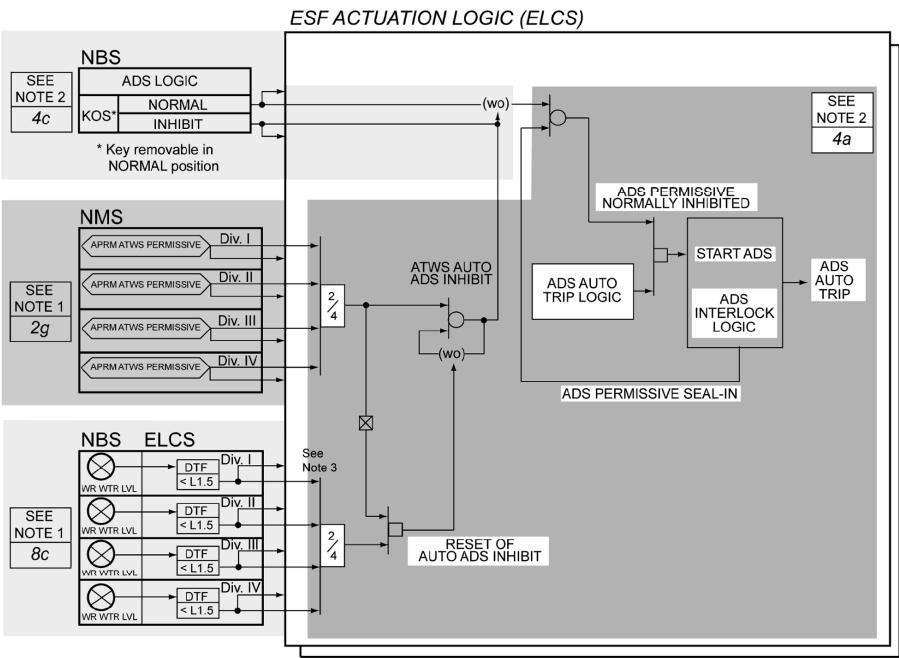 ESF ACTUATION LOGIC (ELCS)
NBS
SEE
NOTE 2
4c
ADS LOGIC
KOS*
NORMAL
INHIBIT
* Key removable in
NORMAL position
(wo)
SEE
NOTE 2
4a
ADS PERMISSIVE
NORMALLY INHIBITED
START ADS
ADS AUTO
TRIP LOGIC
ADS
INTERLOCK
LOGIC
ADS
AUTO
TRIP
ADS PERMISSIVE SEAL-IN
NMS
SEE
NOTE 1
2g
APRM ATWS PERMISSIVE
Div. I
APRM ATWS PERMISSIVE
Div. II
APRM ATWS PERMISSIVE
Div. III
APRM ATWS PERMISSIVE
Div. IV
2/4
ATWS AUTO
ADS INHIBIT
(wo)
NBS ELCS
SEE
NOTE 1
8c
WR WTR LVL
DTF
< L1.5
Div. I
WR WTR LVL
DTF
< L1.5
Div. II
WR WTR LVL
DTF
< L1.5
Div. III
WR WTR LVL
DTF
< L1.5
Div. IV
See
Note 3
2/4
RESET OF
AUTO ADS INHIBIT